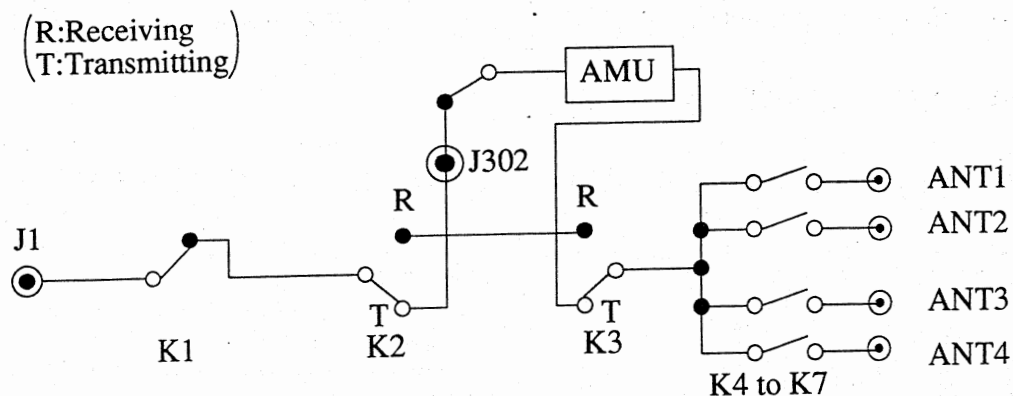 R:Receiving
T:Transmitting
AMU
J302
R
R
ANT1
ANT2
J1
T
T
ANT3
K1
K2
K3
ANT4
K4 to K7